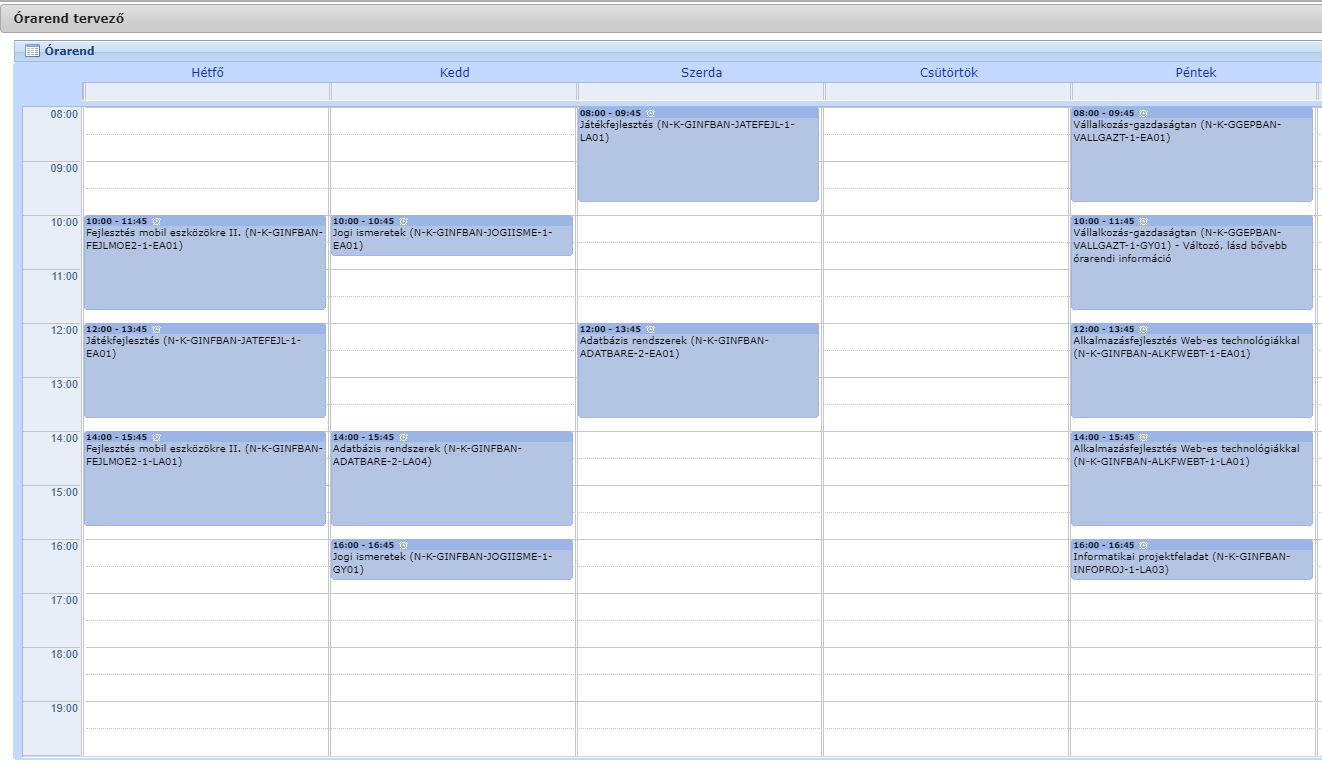 Órarend tervező
Órarend
Hétfő
Kedd
Szerda
Csütörtök
Péntek
08:00
09:00
10:00
11:00
12:00
13:00
14:00
15:00
16:00
17:00
18:00
19:00
10:00 - 11:45
Fejlesztés mobil eszközökre II. (N-K-GINFBAN-
FEJLMOE2-1-EA01)
12:00 - 13:45
Játékfejlesztés (N-K-GINFBAN-JATEFEJL-1-
EA01)
14:00 - 15:45
Fejlesztés mobil eszközökre II. (N-K-GINFBAN-
FEJLMOE2-1-LA01)
10:00 - 10:45
Jogi ismeretek (N-K-GINFBAN-JOGIISME-1-
EA01)
14:00 - 15:45
Adatbázis rendszerek (N-K-GINFBAN-
ADATBARE-2-LA04)
16:00 - 16:45
Jogi ismeretek (N-K-GINFBAN-JOGIISME-1-
GY01)
08:00 - 09:45
Játékfejlesztés (N-K-GINFBAN-JATEFEJL-1-
LA01)
12:00 - 13:45
Adatbázis rendszerek (N-K-GINFBAN-
ADATBARE-2-EA01)
08:00 - 09:45
Vállalkozás-gazdaságtan (N-K-GGEPBAN-
VALLGAZT-1-EA01)
10:00 - 11:45
Vállalkozás-gazdaságtan (N-K-GGEPBAN-
VALLGAZT-1-GY01) - Változó, lásd bővebb
órarendi információ
12:00 - 13:45
Alkalmazásfejlesztés Web-es technológiákkal
(N-K-GINFBAN-ALKFWEBT-1-EA01)
14:00 - 15:45
Alkalmazásfejlesztés Web-es technológiákkal
(N-K-GINFBAN-ALKFWEBT-1-LA01)
16:00 - 16:45
Informatikai projektfeladat (N-K-GINFBAN-
INFOPROJ-1-LA03)